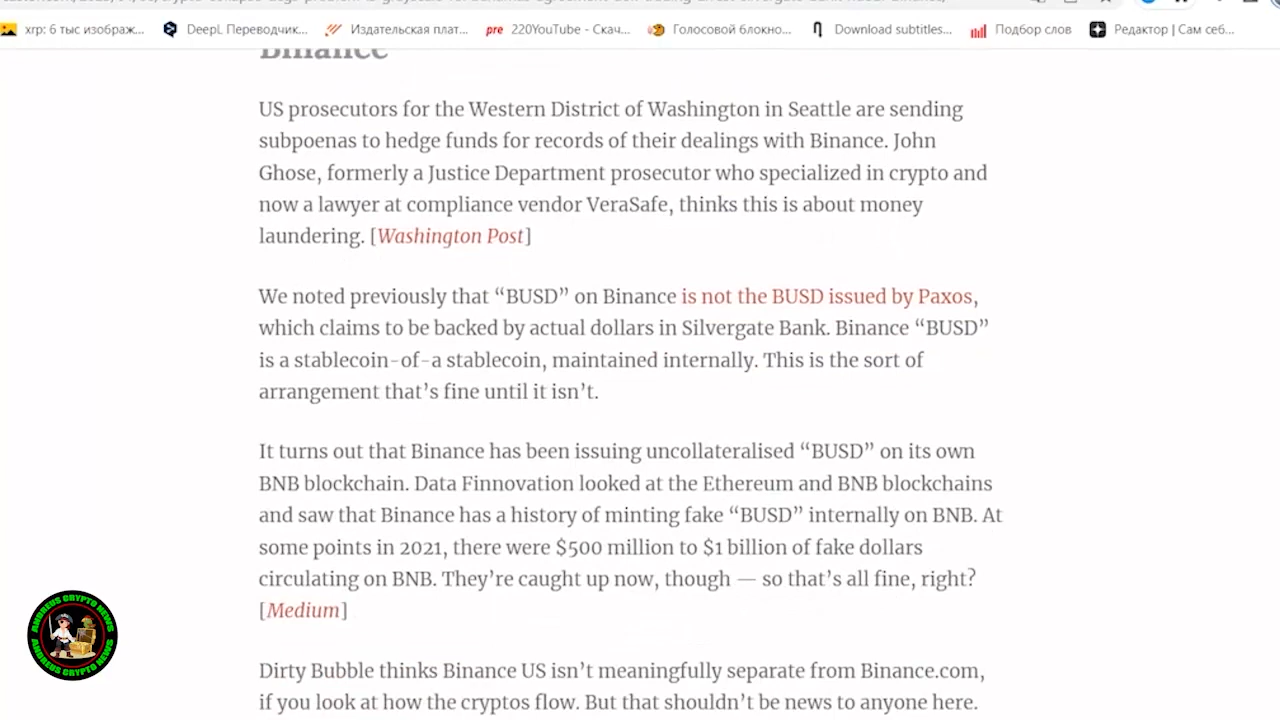 xrp: 6 тыс изображ...
DeepL Переводчик...
Издательская плат...
pre 220YouTube - Скач...
Голосовой блокно...
Download subtitles...
Подбор слов
Редактор | Сам себ...
Binance
US prosecutors for the Western District of Washington in Seattle are sending
subpoenas to hedge funds for records of their dealings with Binance. John
Ghose, formerly a Justice Department prosecutor who specialized in crypto and
now a lawyer at compliance vendor VeraSafe, thinks this is about money
laundering. [Washington Post]
We noted previously that “BUSD” on Binance is not the BUSD issued by Paxos,
which claims to be backed by actual dollars in Silvergate Bank. Binance “BUSD”
is a stablecoin-of-a stablecoin, maintained internally. This is the sort of
arrangement that’s fine until it isn’t.
It turns out that Binance has been issuing uncollateralised “BUSD” on its own
BNB blockchain. Data Finnovation looked at the Ethereum and BNB blockchains
and saw that Binance has a history of minting fake “BUSD” internally on BNB. At
some points in 2021, there were $500 million to $1 billion of fake dollars
circulating on BNB. They’re caught up now, though — so that’s all fine, right?
[Medium]
Dirty Bubble thinks Binance US isn’t meaningfully separate from Binance.com,
if you look at how the cryptos flow. But that shouldn’t be news to anyone here.
ANDREUS CRYPTO NEWS
ANDREUS CRYPTO NEWS